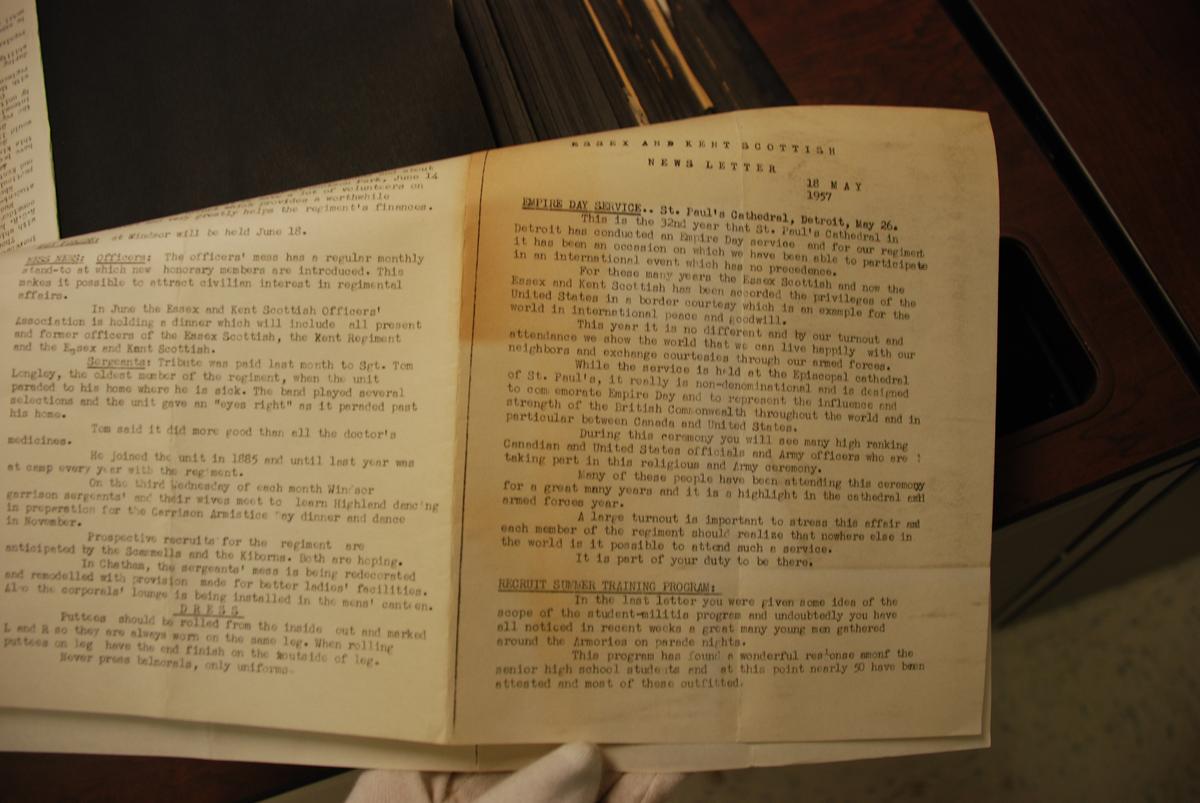 about
Park, June 14
lot of volunteers on
which provides a worthwhile
very greatly helps the regiment's finances.
at Windsor will be held June 18.
MESS NEWS: Officers: The officers' mess has a regular monthly
stand-to at which new honorary members are introduced. This
makes it possible to attract civilian interest in regimental
affairs.
In June the Essex and Kent Scottish Officers'
Association is holding a dinner which will include all present
and former officers of the Essex Scottish, the Kent Regiment
and the Essex and Kent Scottish.
Sergeants: Tribute was paid last month to Sgt. Tom
Longley, the oldest member of the regiment, when the unit
paraded to his home where he is sick. The band played several
selections and the unit gave an "eyes right" as it paraded past
his home.
Tom said it did more good than all the doctor's
medicines.
He joined the unit in 1885 and until last year was
at camp every year with the regiment.
On the third Wednesday of each month Windsor
garrison sergeants' and their wives meet to learn Highland dancing
in preparation for the Garrison Armistice Day dinner and dance
in November.
Prospective recruits for the regiment are
anticipated by the Scammells and the Kiborns. Both are hoping.
In Chatham, the sergeants' mess is being redecorated
and remodelled with provision made for better ladies' facilities.
Also the corporals' lounge is being installed in the mens' canteen.
DRESS
Puttees should be rolled from the inside out and marked
L and R so they are always worn on the same leg. When rolling
puttees on leg have the end finish on the outside of leg.
Never press balmorals, only uniforms.
ESSEX AND KENT SCOTTISH
NEWS LETTER
18 MAY
1957
EMPIRE DAY SERVICE.. St. Paul's Cathedral, Detroit, May 26.
This is the 32nd year that St. Paul's Cathedral in
Detroit has conducted an Empire Day service and for our regiment
it has been an occasion on which we have been able to participate
in an international event which has no precedence.
For these many years the Essex Scottish and now the
Essex and Kent Scottish has been accorded the privileges of the
United States in a border courtesy which is an example for the
world in international peace and goodwill.
This year it is no different and by our turnout and
attendance we show the world that we can live happily with our
neighbors and exchange courtesies through our armed forces.
While the service is held at the Episcopal cathedral
of St. Paul's, it really is non-denominational and is designed
to commemorate Empire Day and to represent the influence and
strength of the British Commonwealth throughout the world and in
particular between Canada and United States.
During this ceremony you will see many high ranking
Canadian and United States officials and Army officers who are
taking part in this religious and Army ceremony.
Many of these people have been attending this ceremony
for a great many years and it is a highlight in the cathedral and
armed forces year.
A large turnout is important to stress this affair and
each member of the regiment should realize that nowhere else in
the world is it possible to attend such a service.
It is part of your duty to be there.
RECRUIT SUMMER TRAINING PROGRAM:
In the last letter you were given some idea of the
scope of the student-militia program and undoubtedly you have
all noticed in recent weeks a great many young men gathered
around the Armories on parade nights.
This program has found a wonderful response amonf the
senior high school students and at this point nearly 50 have been
attested and most of these outfitted.